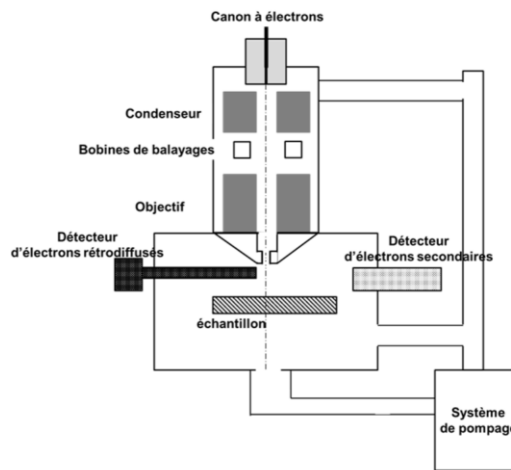 Canon à électrons
Condenseur
Bobines de balayages
Objectif
Détecteur
d'électrons rétrodiffusés
Détecteur
d'électrons secondaires
échantillon
Système
de pompage